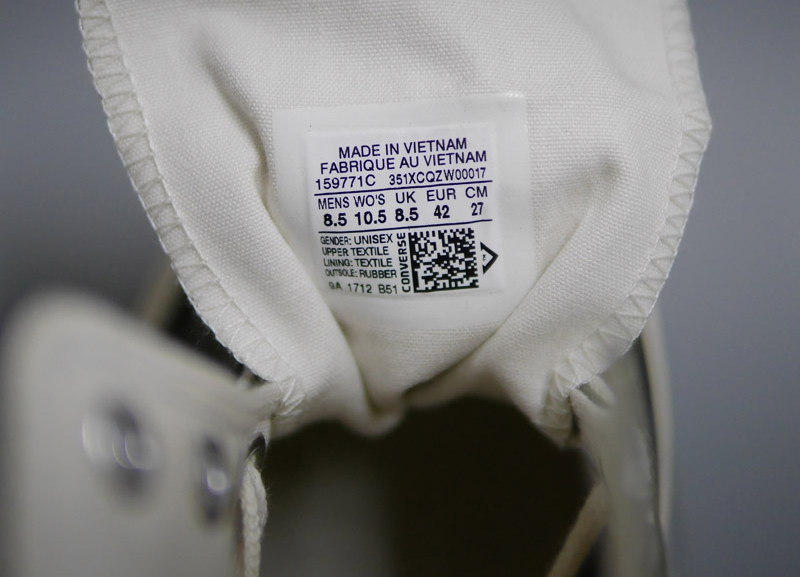 MADE IN VIETNAM
FABRIQUE AU VIETNAM
159771C 351XCQZW00017
MENS WO'S UK EUR CM
8.5 10.5 8.5 42 27
GENDER: UNISEX
UPPER TEXTILE
LINING: TEXTILE
OUTSOLE: RUBBER
9A 1712 B51
CONVERSE